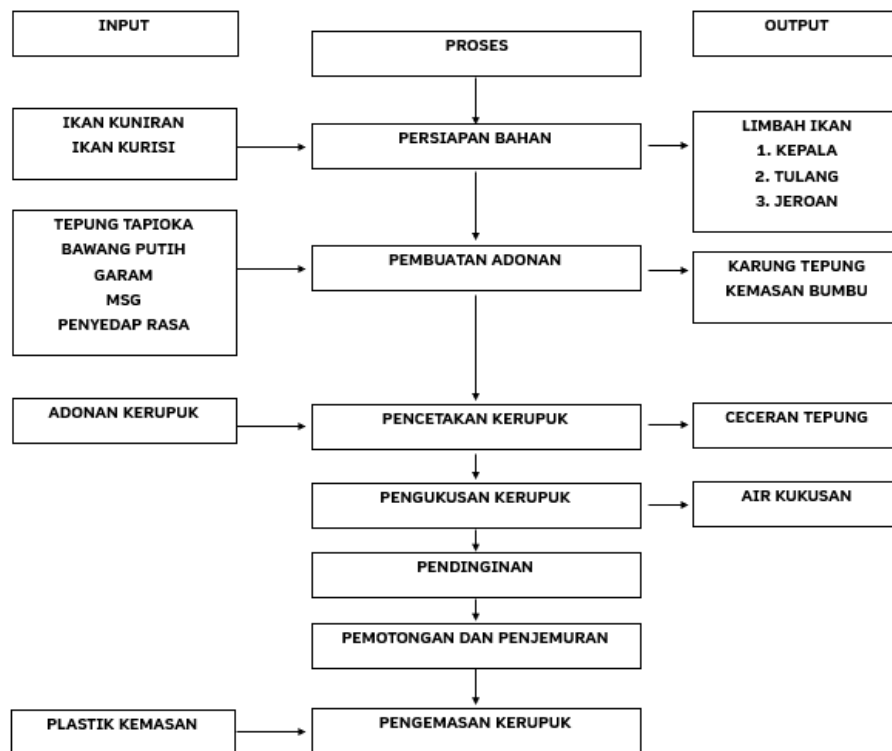 INPUT
PROSES
OUTPUT
IKAN KUNIRAN
IKAN KURISI
PERSIAPAN BAHAN
LIMBAH IKAN
1. KEPALA
2. TULANG
3. JEROAN
TEPUNG TAPIOKA
BAWANG PUTIH
GARAM
MSG
PENYEDAP RASA
PEMBUATAN ADONAN
KARUNG TEPUNG
KEMASAN BUMBU
ADONAN KERUPUK
PENCETAKAN KERUPUK
CECERAN TEPUNG
PENGUKUSAN KERUPUK
AIR KUKUSAN
PENDINGINAN
PEMOTONGAN DAN PENJEMURAN
PLASTIK KEMASAN
PENGEMASAN KERUPUK